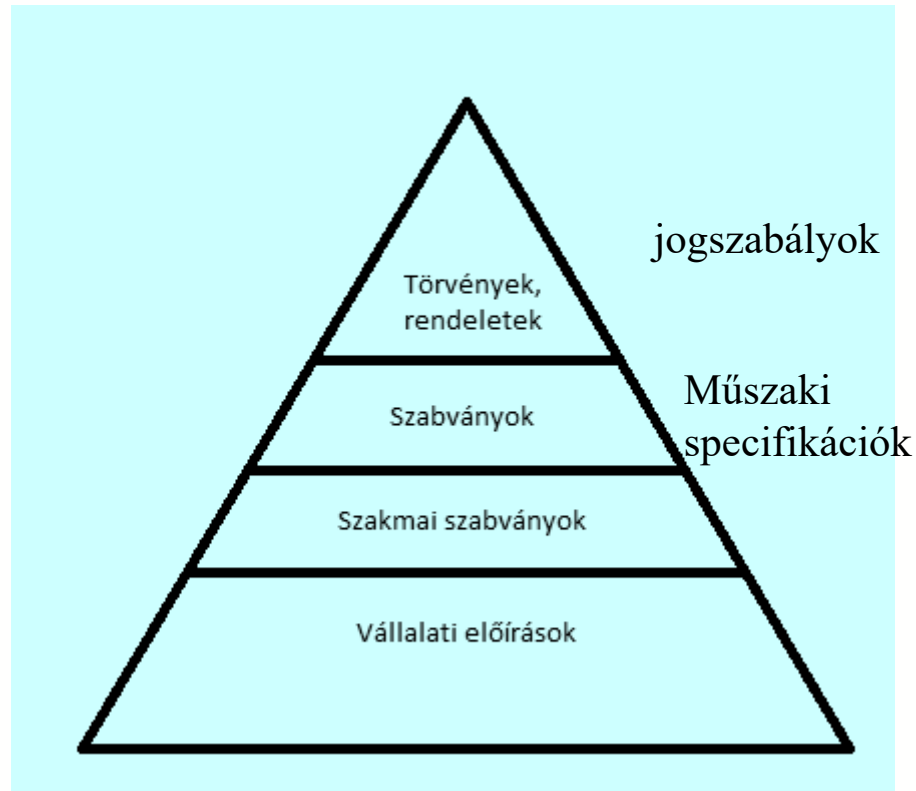 jogszabályok
Törvények,
rendeletek
Műszaki
specifikációk
Szabványok
Szakmai szabványok
Vállalati előírások